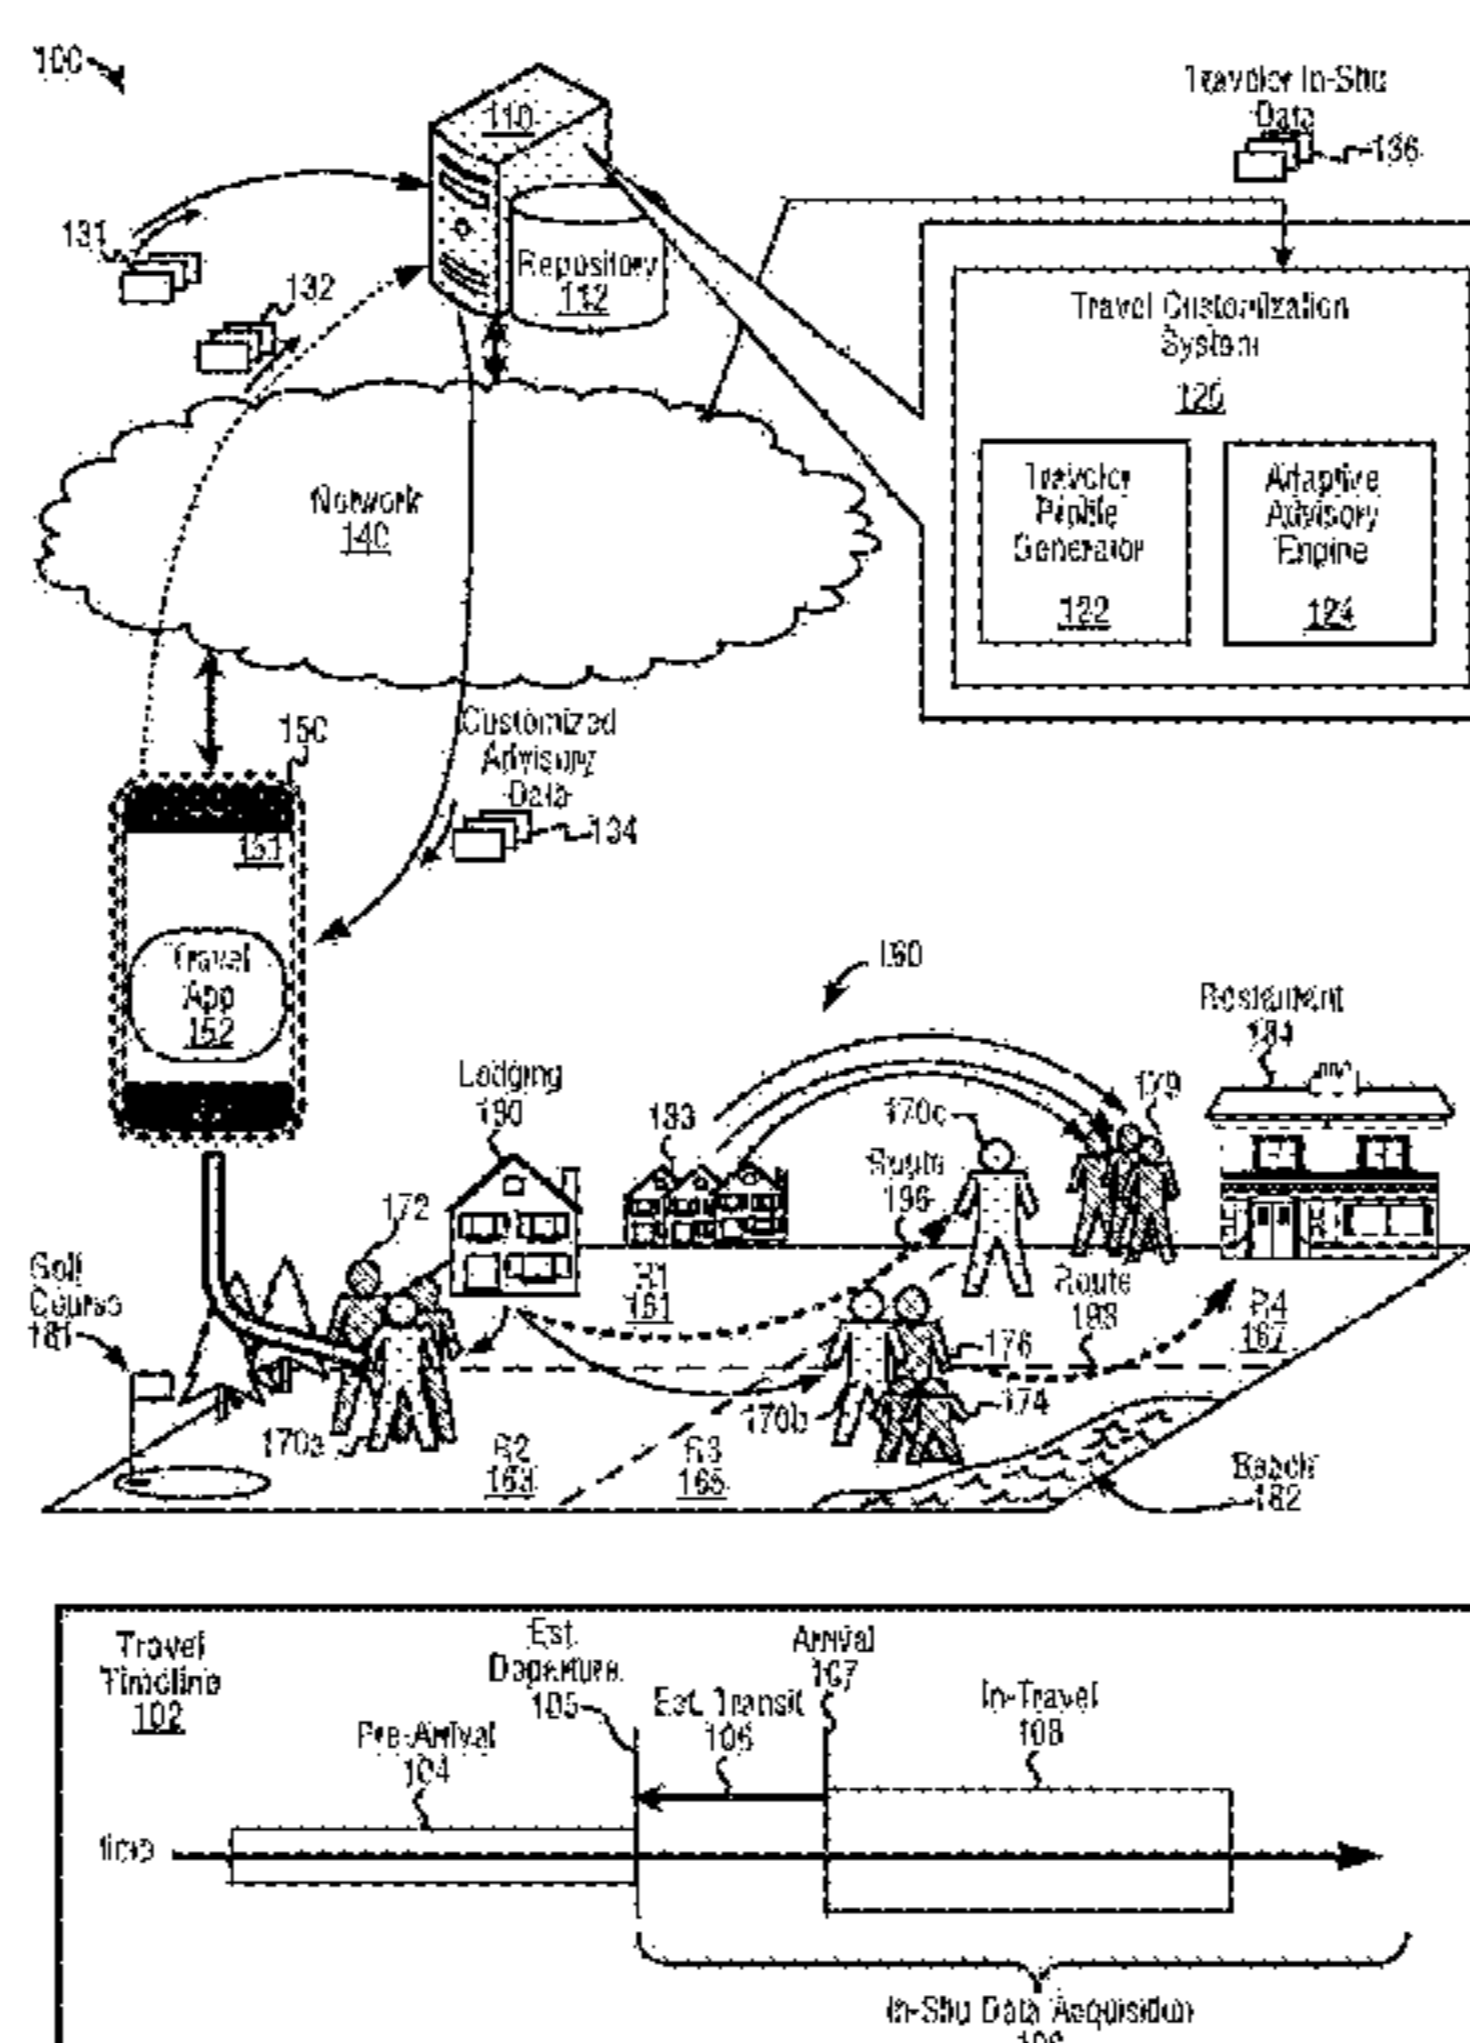 100
Traveler In-Situ
Data
136
110
131
Repository
112
132
Travel Customization
System
120
Network
140
Traveler
Profile
Generator
122
Adaptive
Advisory
Engine
124
150
Customized
Advisory
Data
134
151
Travel
App
152
160
Restaurant
184
Lodging
180
183
170c
179
Route
196
172
Golf
Course
181
R1
161
Route
198
R4
167
176
170b
174
170a
R2
163
R3
165
Beach
182
Travel
Timeline
102
Est.
Departure
105
Arrival
107
Est. Transit
106
In-Travel
108
Pre-Arrival
104
time
In-Situ Data Acquisition